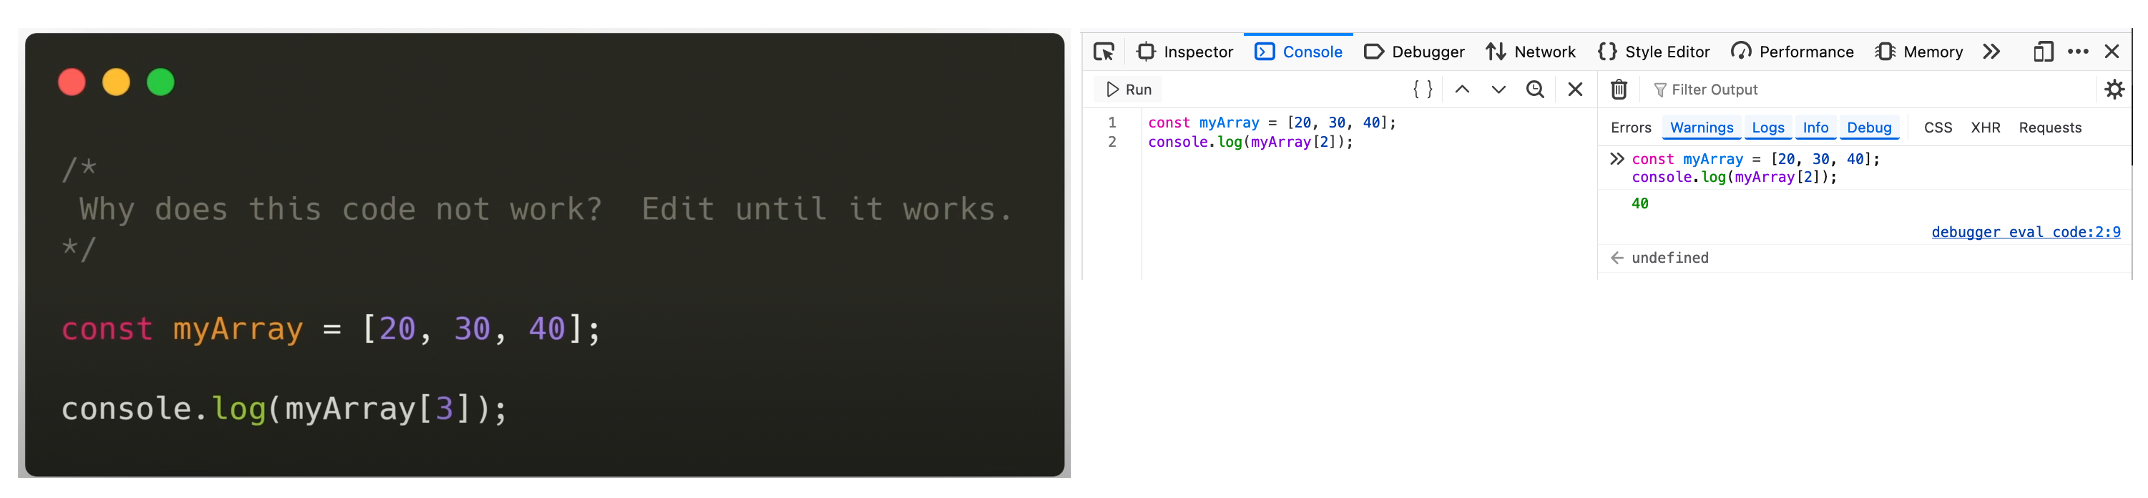 /*
Why does this code not work?  Edit until it works.
*/
const myArray = [20, 30, 40];
console.log(myArray[3]);
Inspector Console Debugger Network Style Editor Performance Memory
Run
1 const myArray = [20, 30, 40];
2 console.log(myArray[2]);
Filter Output
Errors Warnings Logs Info Debug CSS XHR Requests
const myArray = [20, 30, 40];
console.log(myArray[2]);
40
debugger eval code:2:9
undefined